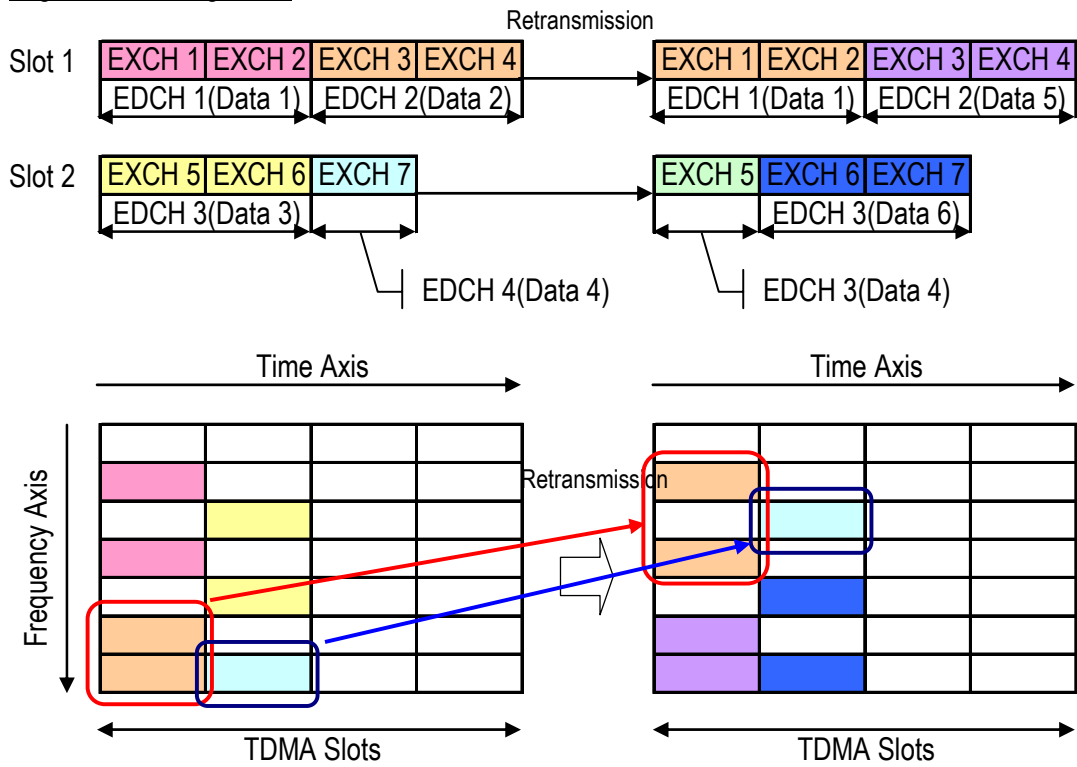 Retransmission
Slot 1 EXCH 1 EXCH 2 EXCH 3 EXCH 4 EXCH 1 EXCH 2 EXCH 3 EXCH 4
EDCH 1(Data 1) EDCH 2(Data 2) EDCH 1(Data 1) EDCH 2(Data 5)
Slot 2 EXCH 5 EXCH 6 EXCH 7 EXCH 5 EXCH 6 EXCH 7
EDCH 3(Data 3) EDCH 3(Data 6)
EDCH 4(Data 4) EDCH 3(Data 4)
Time Axis Time Axis
Retransmission
Frequency Axis
TDMA Slots TDMA Slots